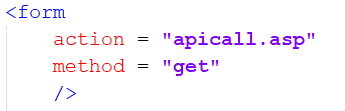 <form
action = "apicall.asp"
method = "get"
/>